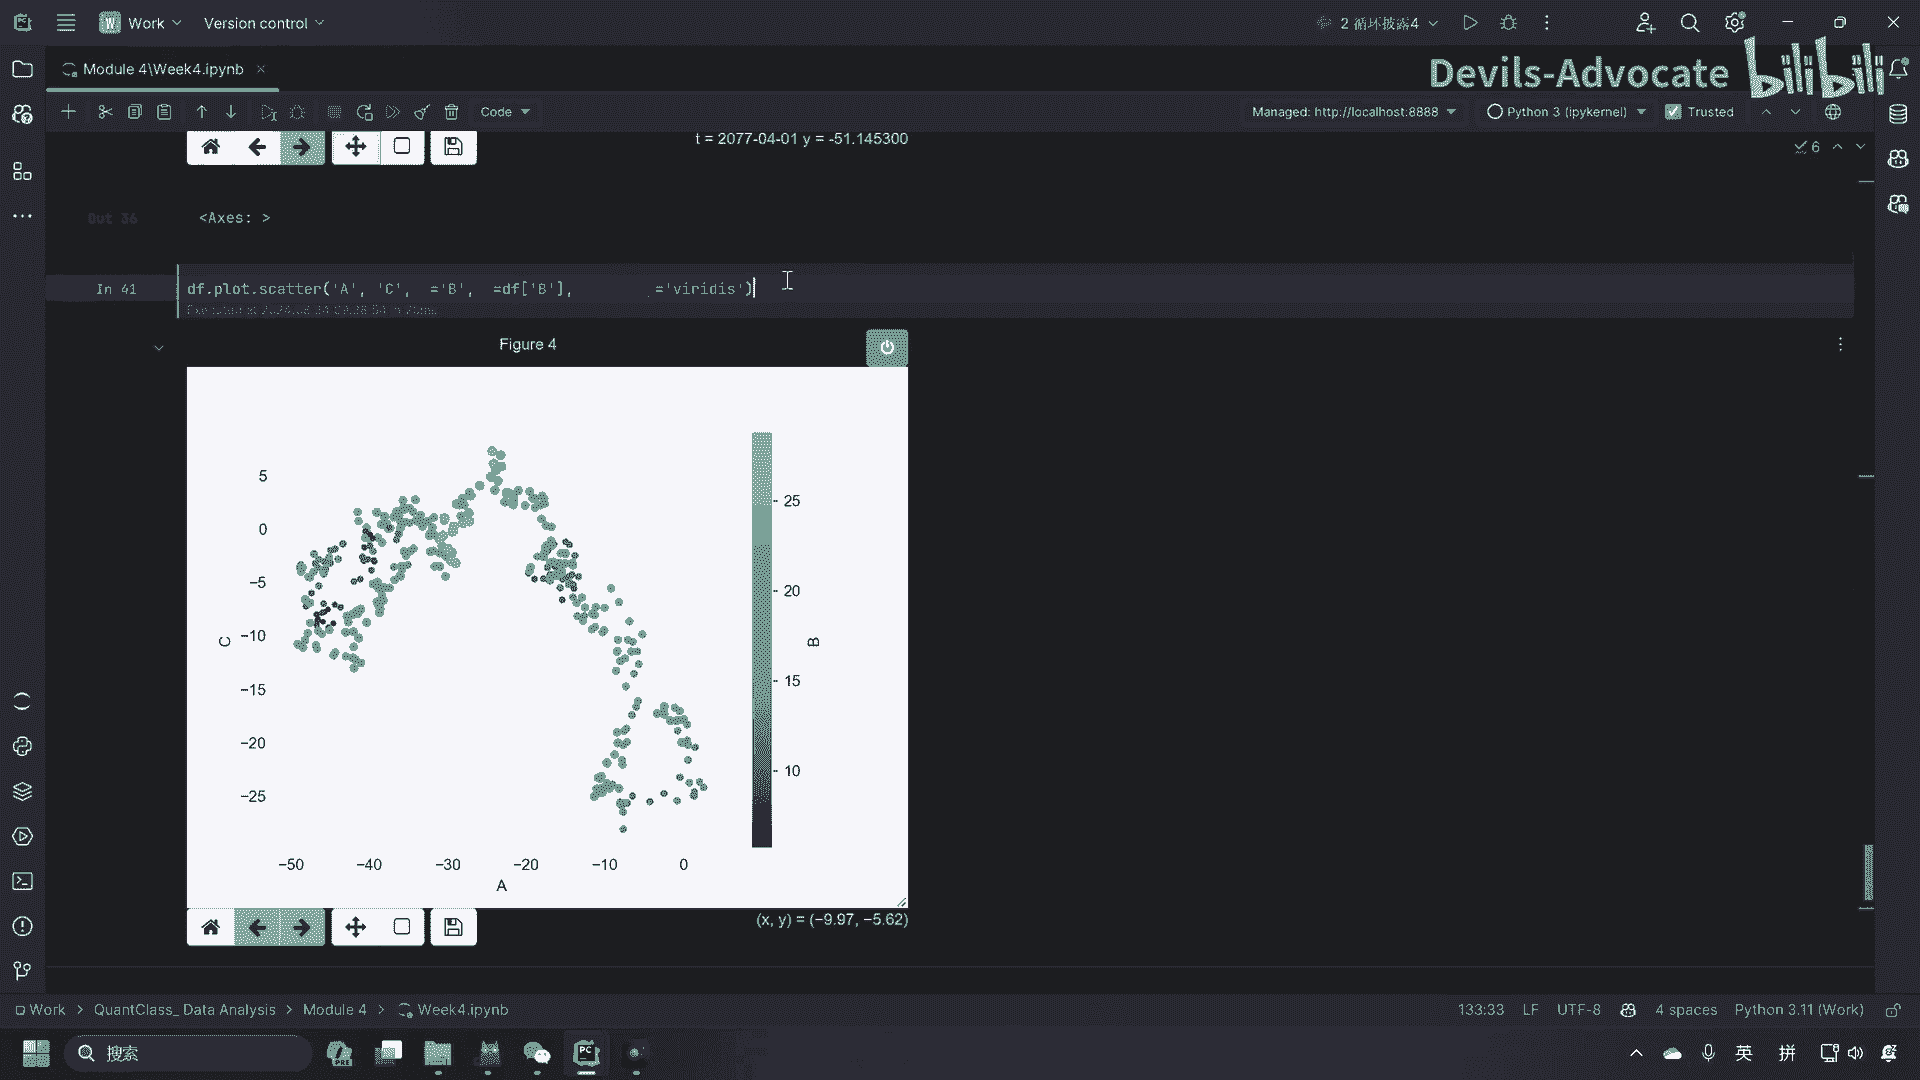 W Work Version control 2 循环披露4
Module 4\Week4.ipynb
Devils-Advocate bilibili
Code Managed: http://localhost:8888 Python 3 (ipykernel) Trusted
t = 2077-04-01 y = -51.145300
6
Out 36 <Axes: >
In 41 df.plot.scatter('A', 'C', ='B', =df['B'], ='viridis')
Figure 4
5
0
−5
−10
−15
−20
−25
C
−50 −40 −30 −20 −10 0
A
25
20
15
10
B
(x, y) = (−9.97, −5.62)
Work QuantClass_ Data Analysis Module 4 Week4.ipynb 133:33 LF UTF-8 4 spaces Python 3.11 (Work)
搜索 PRE PC 英 拼